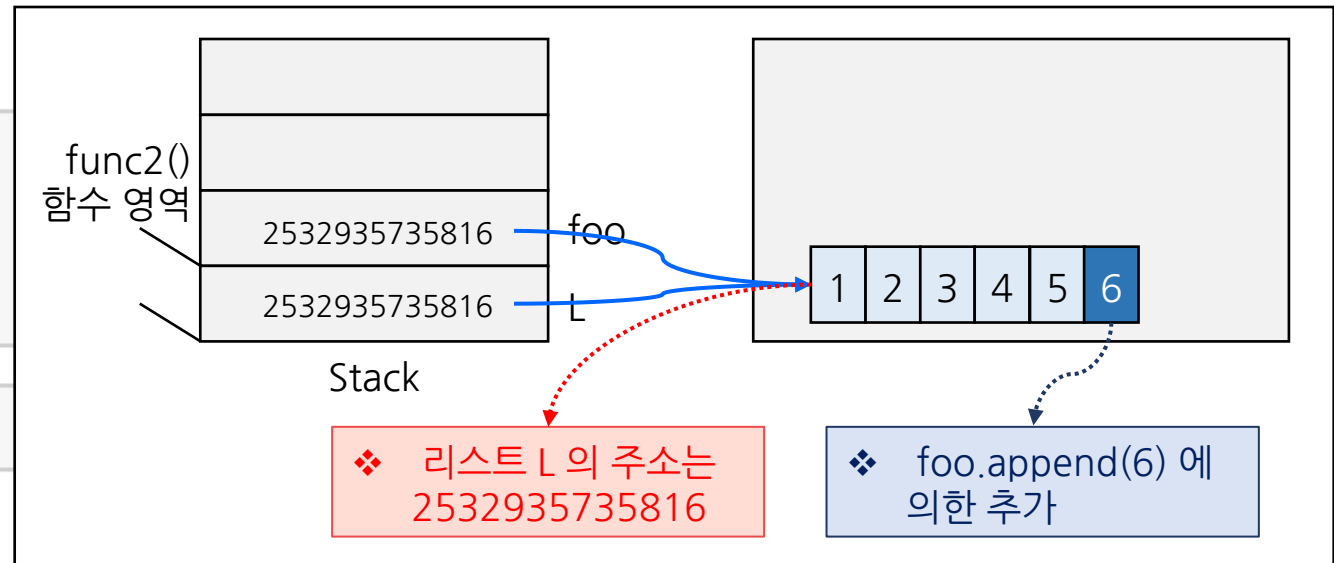 func2()
함수 영역
2532935735816
foo
2532935735816
L
1 2 3 4 5 6
Stack
❖ 리스트 L 의 주소는
2532935735816
❖ foo.append(6) 에
의한 추가